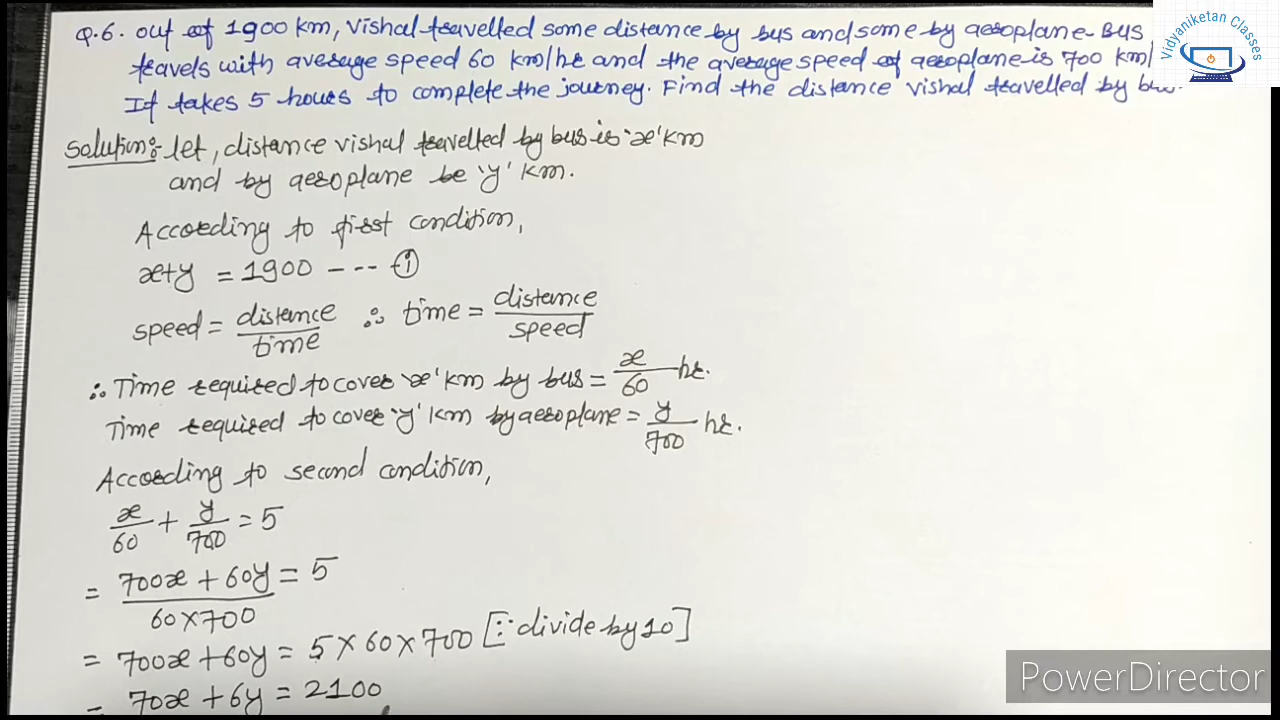 Q.6. Out of 1900 km, Vishal travelled some distance by bus and some by aeroplane. Bus
travels with average speed 60 km/hr and the average speed of aeroplane is 700 km/
It takes 5 hours to complete the journey. Find the distance vishal travelled by bus.
Solution:- let, distance vishal travelled by bus is 'x' km
and by aeroplane be 'y' km.
According to first condition,
x+y = 1900 ---- ①
speed = distance/time ∴ time = distance/speed
∴ Time required to cover 'x' km by bus = x/60 hr.
Time required to cover 'y' km by aeroplane = y/700 hr.
According to second condition,
x/60 + y/700 = 5
= 700x + 60y / 60×700 = 5
= 700x + 60y = 5 × 60 × 700 [∵ divide by 10]
= 70x + 6y = 2100
Vidyaniketan Classes
PowerDirector